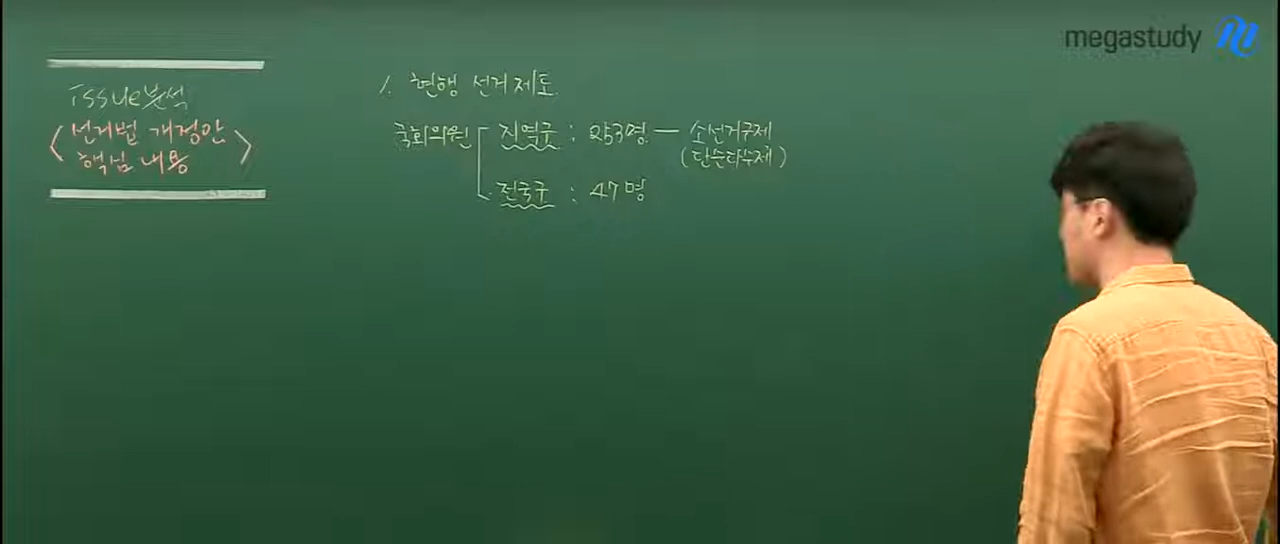 megastudy
issue분석
<선거법 개정안
핵심 내용>
1. 현행 선거제도
국회의원 지역구 : 253명 — 소선거구제
(단순다수제)
전국구 : 47명